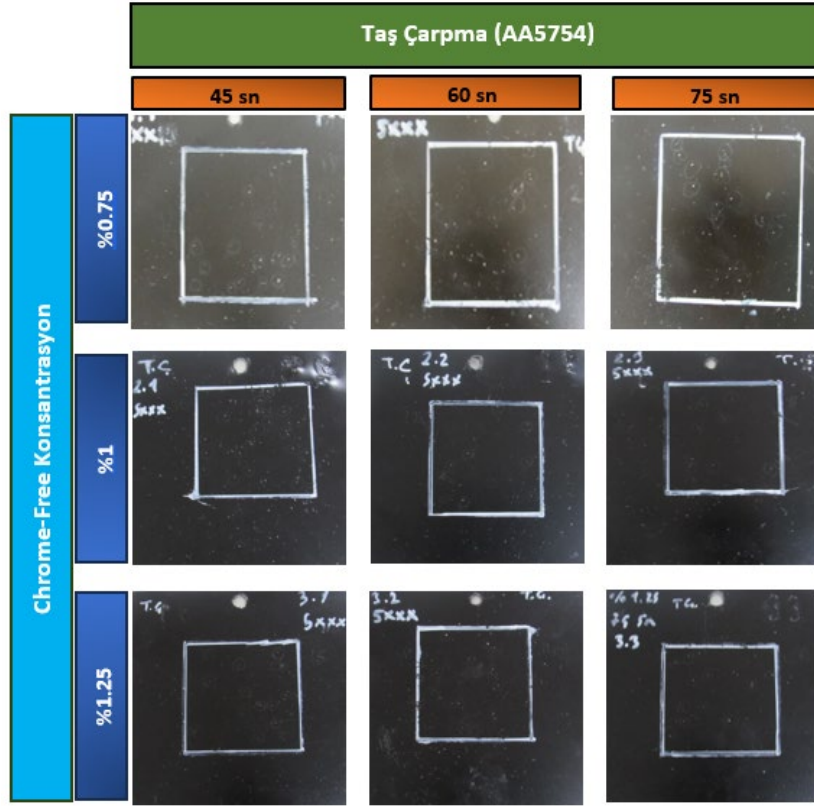 Taş Çarpma (AA5754)
45 sn
60 sn
75 sn
Chrome-Free Konsantrasyon
%0.75
5xxx
%1
T.Ç
2.1
5xxx
T.Ç 2.2
5xxx
2.3
5xxx
%1.25
T.Ç
3.1
5xxx
3.2
5xxx
T.Ç.
% 1.25
75 sn
3.3